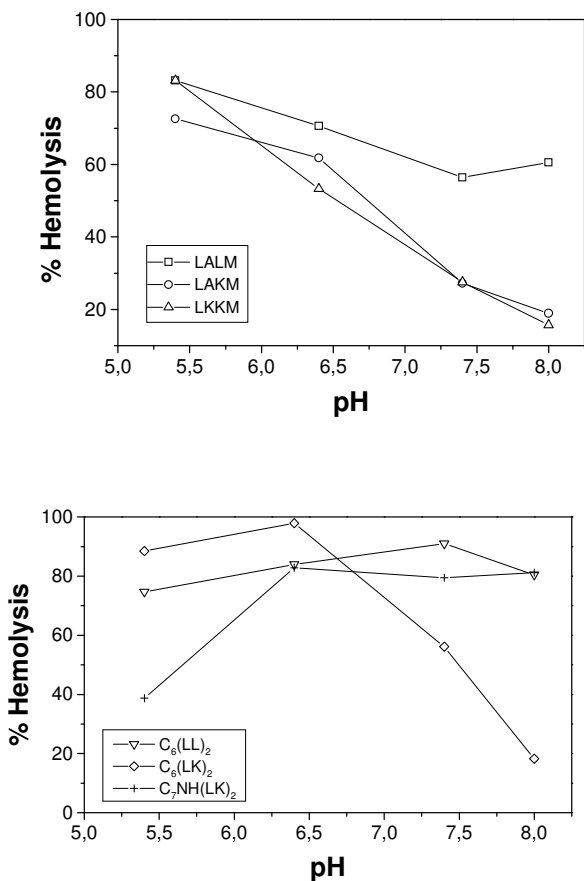 100
80
60
40
20
% Hemolysis
LALM
LAKM
LKKM
5,0 5,5 6,0 6,5 7,0 7,5 8,0
pH
100
80
60
40
20
0
% Hemolysis
C₆(LL)₂
C₆(LK)₂
C₇NH(LK)₂
5,0 5,5 6,0 6,5 7,0 7,5 8,0
pH